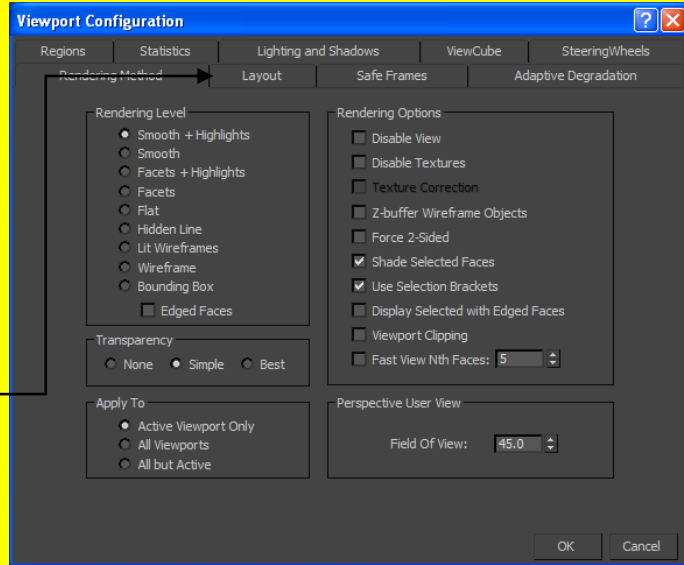 Viewport Configuration
Regions Statistics Lighting and Shadows ViewCube SteeringWheels
Rendering Method Layout Safe Frames Adaptive Degradation
Rendering Level
Smooth + Highlights
Smooth
Facets + Highlights
Facets
Flat
Hidden Line
Lit Wireframes
Wireframe
Bounding Box
Edged Faces
Transparency
None Simple Best
Apply To
Active Viewport Only
All Viewports
All but Active
Rendering Options
Disable View
Disable Textures
Texture Correction
Z-buffer Wireframe Objects
Force 2-Sided
Shade Selected Faces
Use Selection Brackets
Display Selected with Edged Faces
Viewport Clipping
Fast View Nth Faces: 5
Perspective User View
Field Of View: 45.0
OK Cancel